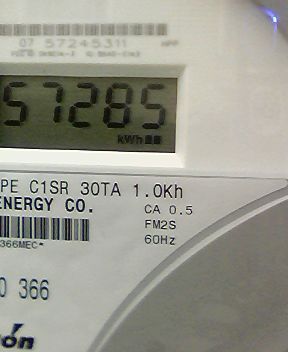 07 57245311
57285
kWh
PE C1SR 30TA 1.0Kh
ENERGY CO.
CA 0.5
FM2S
60Hz
366MEC*
0 366
ón